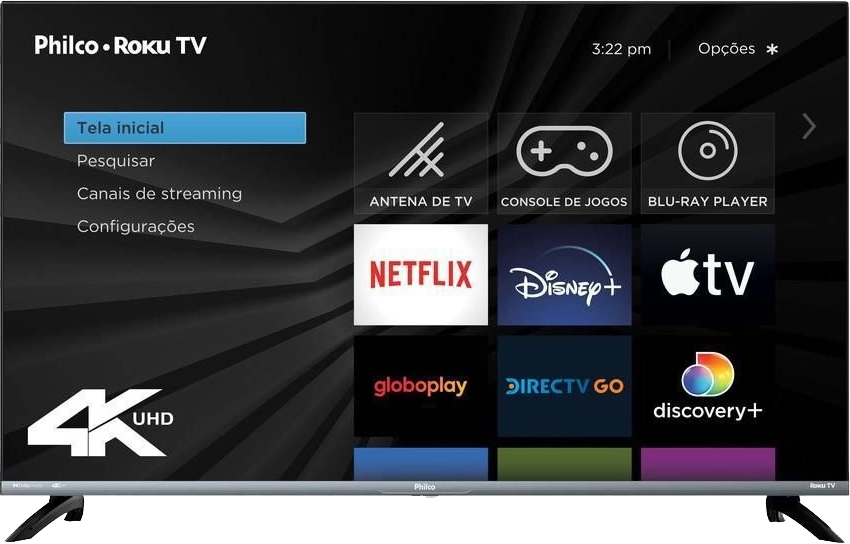 Philco • Roku TV
3:22 pm
Opções *
Tela inicial
Pesquisar
Canais de streaming
Configurações
ANTENA DE TV
CONSOLE DE JOGOS
BLU-RAY PLAYER
NETFLIX
Disney+
tv
globoplay
DIRECTV GO
discovery+
4K UHD
Philco
Roku TV